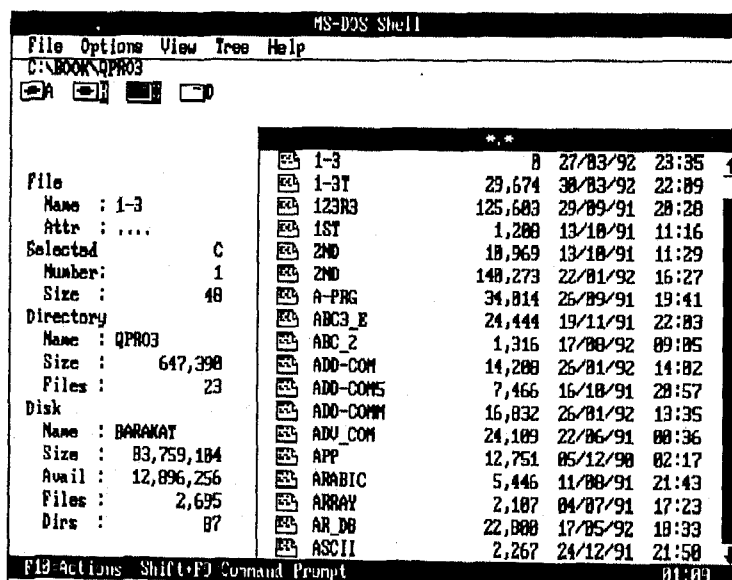 MS-DOS Shell
File Options View Tree Help
C:\BOOK\QPRO3
A D
*.*
1-3 0 27/03/92 23:35
1-3T 29,674 30/03/92 22:09
123R3 125,603 29/09/91 20:28
1ST 1,280 13/10/91 11:16
2ND 10,969 13/10/91 11:29
2ND 140,273 22/01/92 16:27
A-PRG 34,014 26/09/91 19:41
ABC3_E 24,444 19/11/91 22:03
ABC_2 1,316 17/08/92 09:05
ADD-COM 14,208 26/01/92 14:02
ADD-COMS 7,466 16/10/91 20:57
ADD-COMM 16,032 26/01/92 13:35
ADV_COM 24,109 22/06/91 00:36
APP 12,751 05/12/90 02:17
ARABIC 5,446 11/08/91 21:43
ARRAY 2,107 04/07/91 17:23
AR_DB 22,800 17/05/92 18:33
ASCII 2,267 24/12/91 21:50
File
Name : 1-3
Attr : ....
Selected C
Number: 1
Size : 48
Directory
Name : QPRO3
Size : 647,390
Files : 23
Disk
Name : BARAKAT
Size : 83,759,104
Avail : 12,896,256
Files : 2,695
Dirs : 87
F10=Actions Shift+F9 Command Prompt 01:09